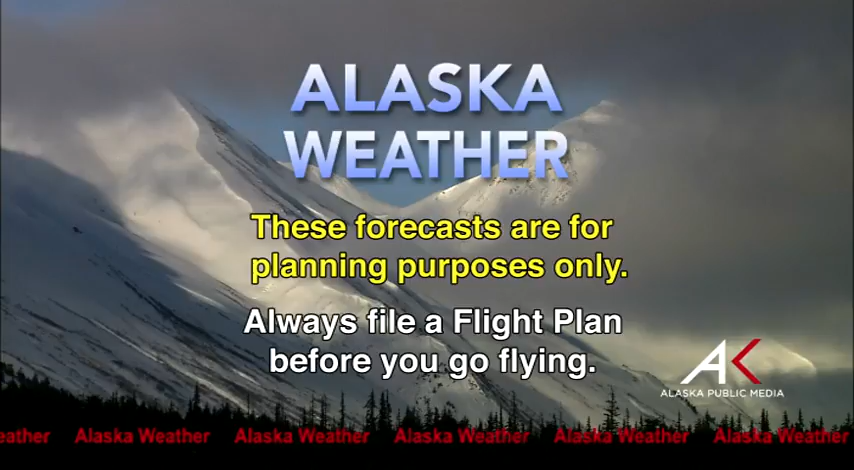 ALASKA
WEATHER
These forecasts are for
planning purposes only.
Always file a Flight Plan
before you go flying.
AK
ALASKA PUBLIC MEDIA
eather Alaska Weather Alaska Weather Alaska Weather Alaska Weather Alaska Weather